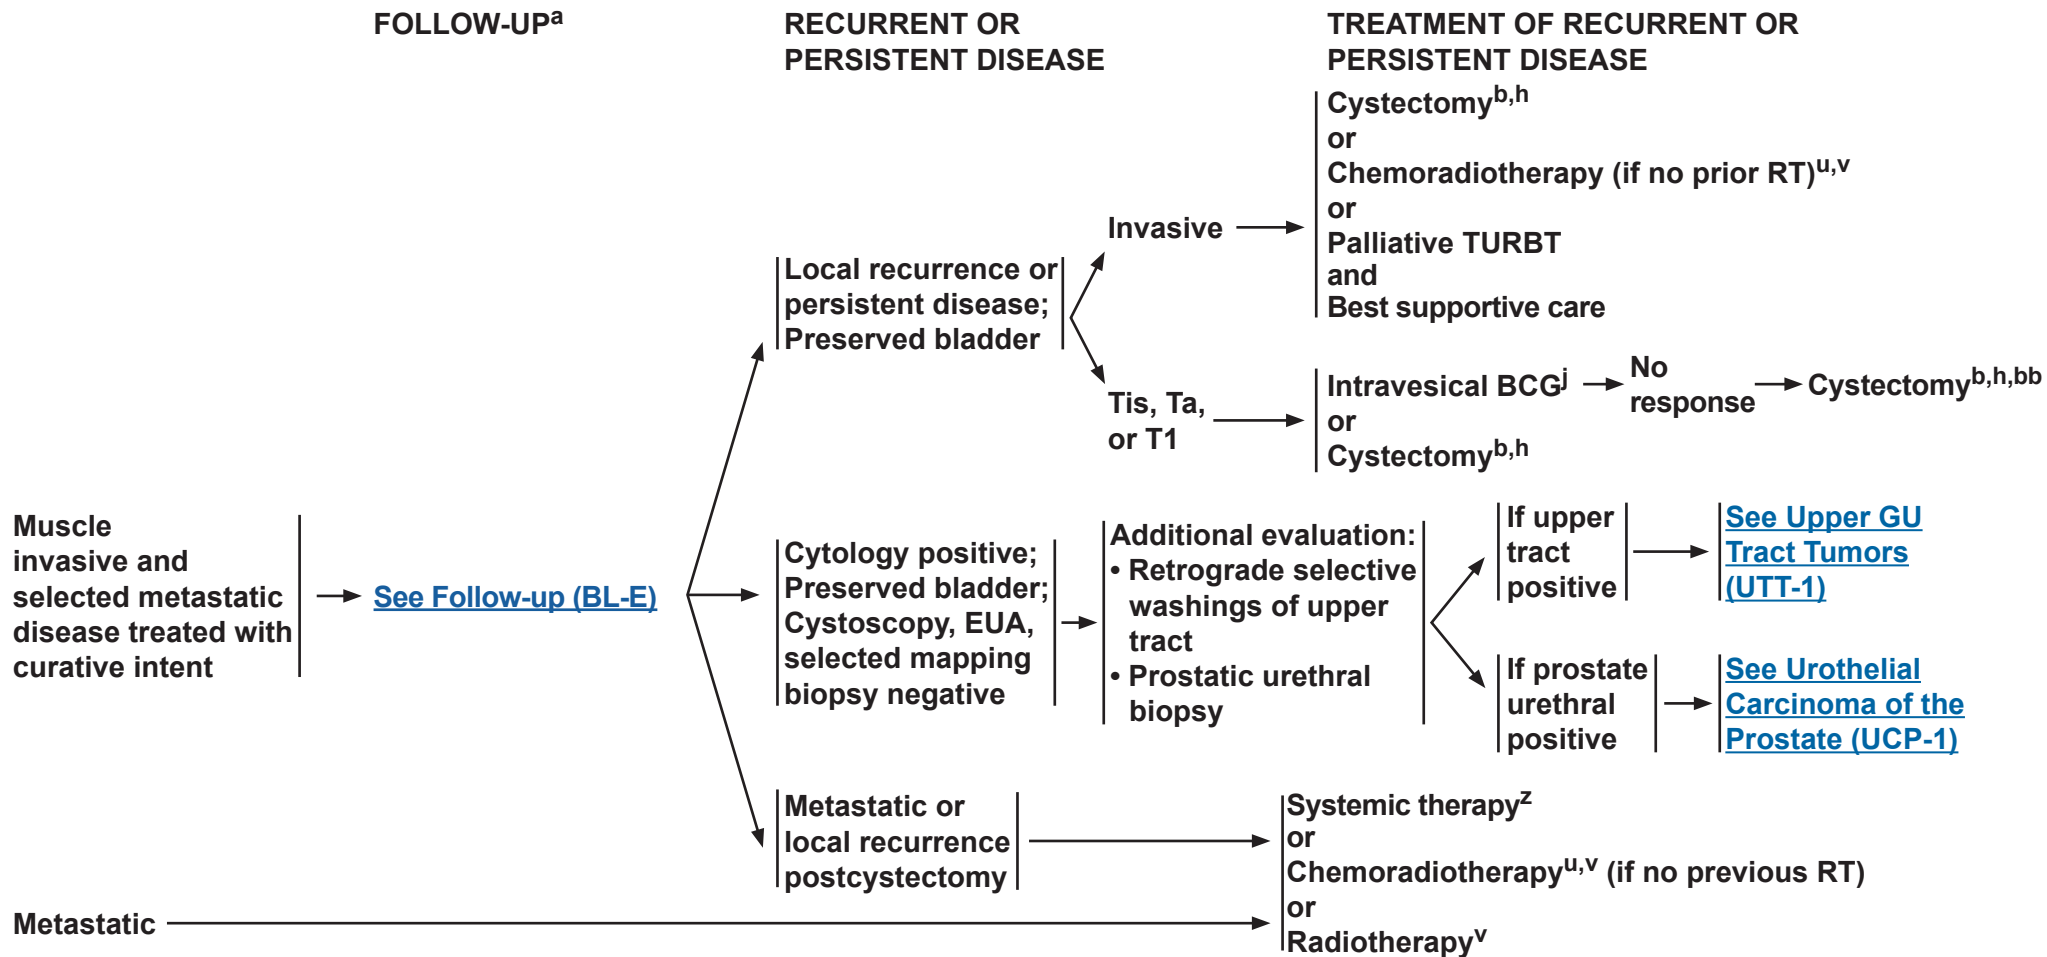 FOLLOW-UPa
RECURRENT OR
PERSISTENT DISEASE
TREATMENT OF RECURRENT OR
PERSISTENT DISEASE
Muscle
invasive and
selected metastatic
disease treated with
curative intent
See Follow-up (BL-E)
Local recurrence or
persistent disease;
Preserved bladder
Invasive
Cystectomyb,h
or
Chemoradiotherapy (if no prior RT)u,v
or
Palliative TURBT
and
Best supportive care
Tis, Ta,
or T1
Intravesical BCGj
or
Cystectomyb,h
No
response
Cystectomyb,h,bb
Cytology positive;
Preserved bladder;
Cystoscopy, EUA,
selected mapping
biopsy negative
Additional evaluation:
• Retrograde selective
washings of upper
tract
• Prostatic urethral
biopsy
If upper
tract
positive
See Upper GU
Tract Tumors
(UTT-1)
If prostate
urethral
positive
See Urothelial
Carcinoma of the
Prostate (UCP-1)
Metastatic or
local recurrence
postcystectomy
Metastatic
Systemic therapyz
or
Chemoradiotherapyu,v (if no previous RT)
or
Radiotherapyv